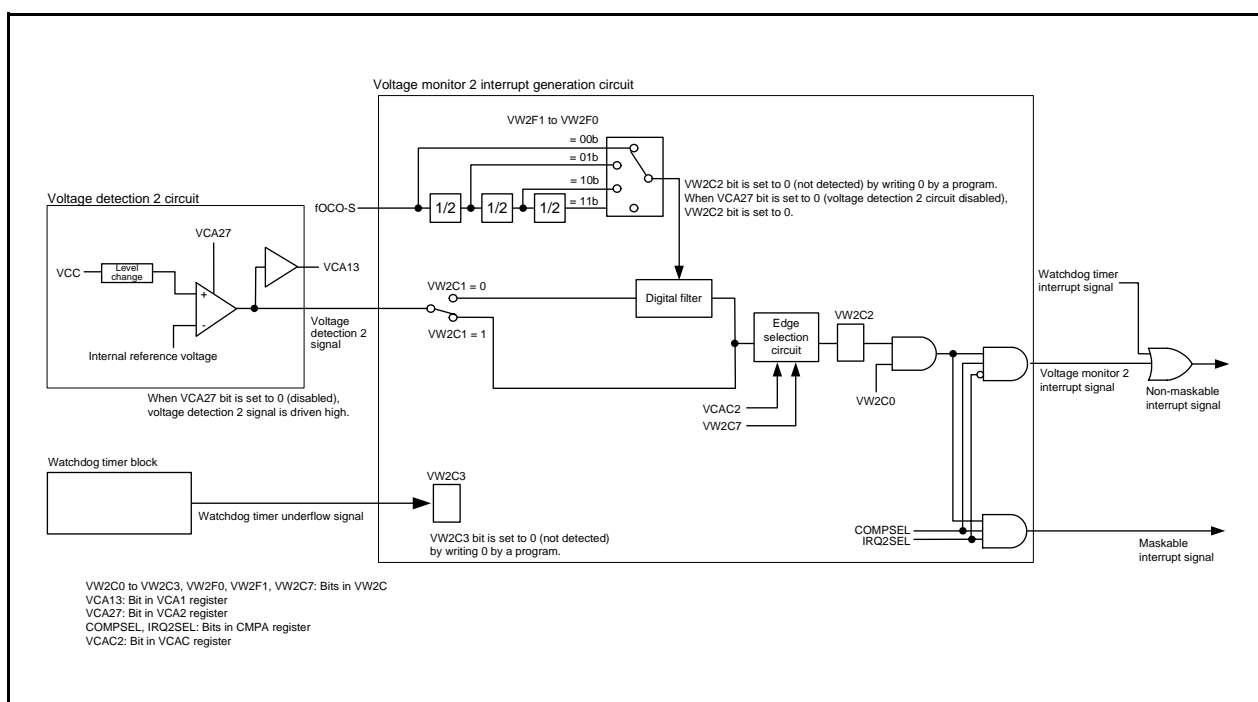 Voltage monitor 2 interrupt generation circuit
VW2F1 to VW2F0
= 00b
= 01b
= 10b
= 11b
fOCO-S
1/2
1/2
1/2
VW2C2 bit is set to 0 (not detected) by writing 0 by a program.
When VCA27 bit is set to 0 (voltage detection 2 circuit disabled),
VW2C2 bit is set to 0.
Voltage detection 2 circuit
VCA27
VCC
Level
change
VCA13
+
-
Internal reference voltage
Voltage
detection 2
signal
When VCA27 bit is set to 0 (disabled),
voltage detection 2 signal is driven high.
VW2C1 = 0
VW2C1 = 1
Digital filter
Edge
selection
circuit
VW2C2
VCAC2
VW2C7
VW2C0
Watchdog timer
interrupt signal
Voltage monitor 2
interrupt signal
Non-maskable
interrupt signal
Watchdog timer block
Watchdog timer underflow signal
VW2C3
VW2C3 bit is set to 0 (not detected)
by writing 0 by a program.
COMPSEL
IRQ2SEL
Maskable
interrupt signal
VW2C0 to VW2C3, VW2F0, VW2F1, VW2C7: Bits in VW2C
VCA13: Bit in VCA1 register
VCA27: Bit in VCA2 register
COMPSEL, IRQ2SEL: Bits in CMPA register
VCAC2: Bit in VCAC register